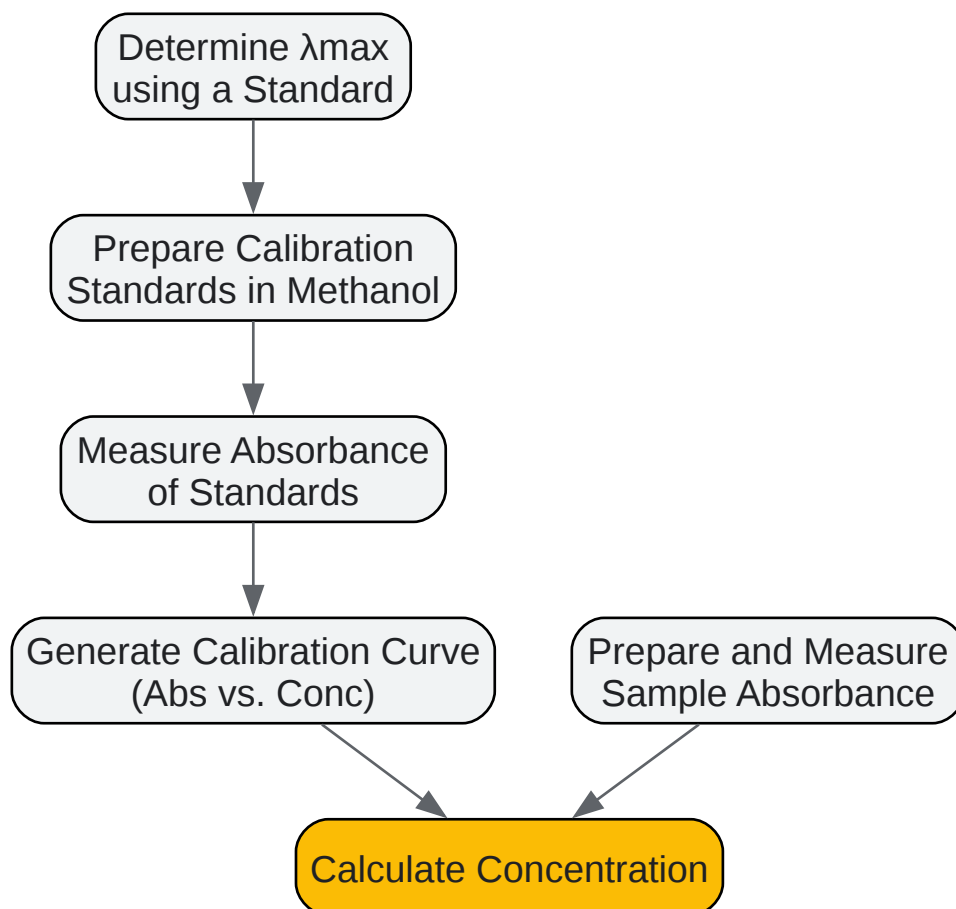 Determine λmax
using a Standard
Prepare Calibration
Standards in Methanol
Measure Absorbance
of Standards
Generate Calibration Curve
(Abs vs. Conc)
Prepare and Measure
Sample Absorbance
Calculate Concentration